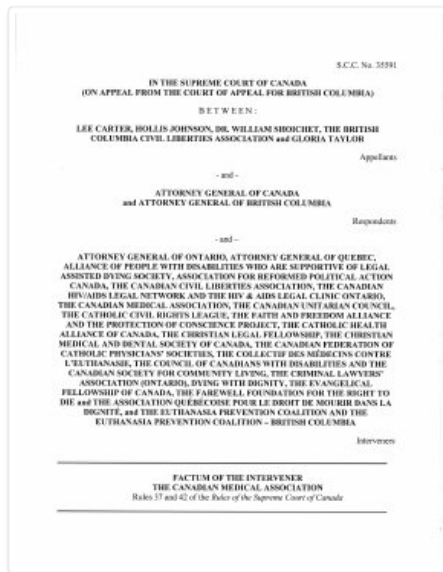 S.C.C. No. 35591
IN THE SUPREME COURT OF CANADA
(ON APPEAL FROM THE COURT OF APPEAL FOR BRITISH COLUMBIA)
BETWEEN:
LEE CARTER, HOLLIS JOHNSON, DR. WILLIAM SHOICHET, THE BRITISH
COLUMBIA CIVIL LIBERTIES ASSOCIATION and GLORIA TAYLOR
Appellants
- and -
ATTORNEY GENERAL OF CANADA
and ATTORNEY GENERAL OF BRITISH COLUMBIA
Respondents
- and -
ATTORNEY GENERAL OF ONTARIO, ATTORNEY GENERAL OF QUEBEC,
ALLIANCE OF PEOPLE WITH DISABILITIES WHO ARE SUPPORTIVE OF LEGAL
ASSISTED DYING SOCIETY, ASSOCIATION FOR REFORMED POLITICAL ACTION
CANADA, THE CANADIAN CIVIL LIBERTIES ASSOCIATION, THE CANADIAN
HIV/AIDS LEGAL NETWORK AND THE HIV & AIDS LEGAL CLINIC ONTARIO,
THE CANADIAN MEDICAL ASSOCIATION, THE CANADIAN UNITARIAN COUNCIL,
THE CATHOLIC CIVIL RIGHTS LEAGUE, THE FAITH AND FREEDOM ALLIANCE
AND THE PROTECTION OF CONSCIENCE PROJECT, THE CATHOLIC HEALTH
ALLIANCE OF CANADA, THE CHRISTIAN LEGAL FELLOWSHIP, THE CHRISTIAN
MEDICAL AND DENTAL SOCIETY OF CANADA, THE CANADIAN FEDERATION OF
CATHOLIC PHYSICIANS' SOCIETIES, THE COLLECTIF DES MÉDECINS CONTRE
L'EUTHANASIE, THE COUNCIL OF CANADIANS WITH DISABILITIES AND THE
CANADIAN SOCIETY FOR COMMUNITY LIVING, THE CRIMINAL LAWYERS'
ASSOCIATION (ONTARIO), DYING WITH DIGNITY, THE EVANGELICAL
FELLOWSHIP OF CANADA, THE FAREWELL FOUNDATION FOR THE RIGHT TO
DIE and THE ASSOCIATION QUÉBÉCOISE POUR LE DROIT DE MOURIR DANS LA
DIGNITÉ, and THE EUTHANASIA PREVENTION COALITION AND THE
EUTHANASIA PREVENTION COALITION – BRITISH COLUMBIA
Interveners
FACTUM OF THE INTERVENER
THE CANADIAN MEDICAL ASSOCIATION
Rules 37 and 42 of the Rules of the Supreme Court of Canada